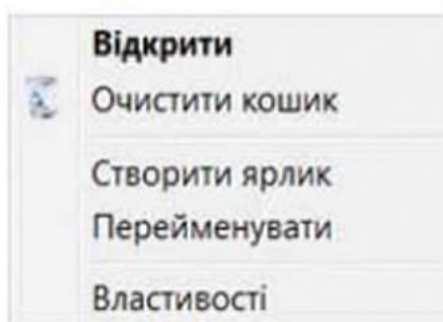 Відкрити
Очистити кошик
Створити ярлик
Перейменувати
Властивості